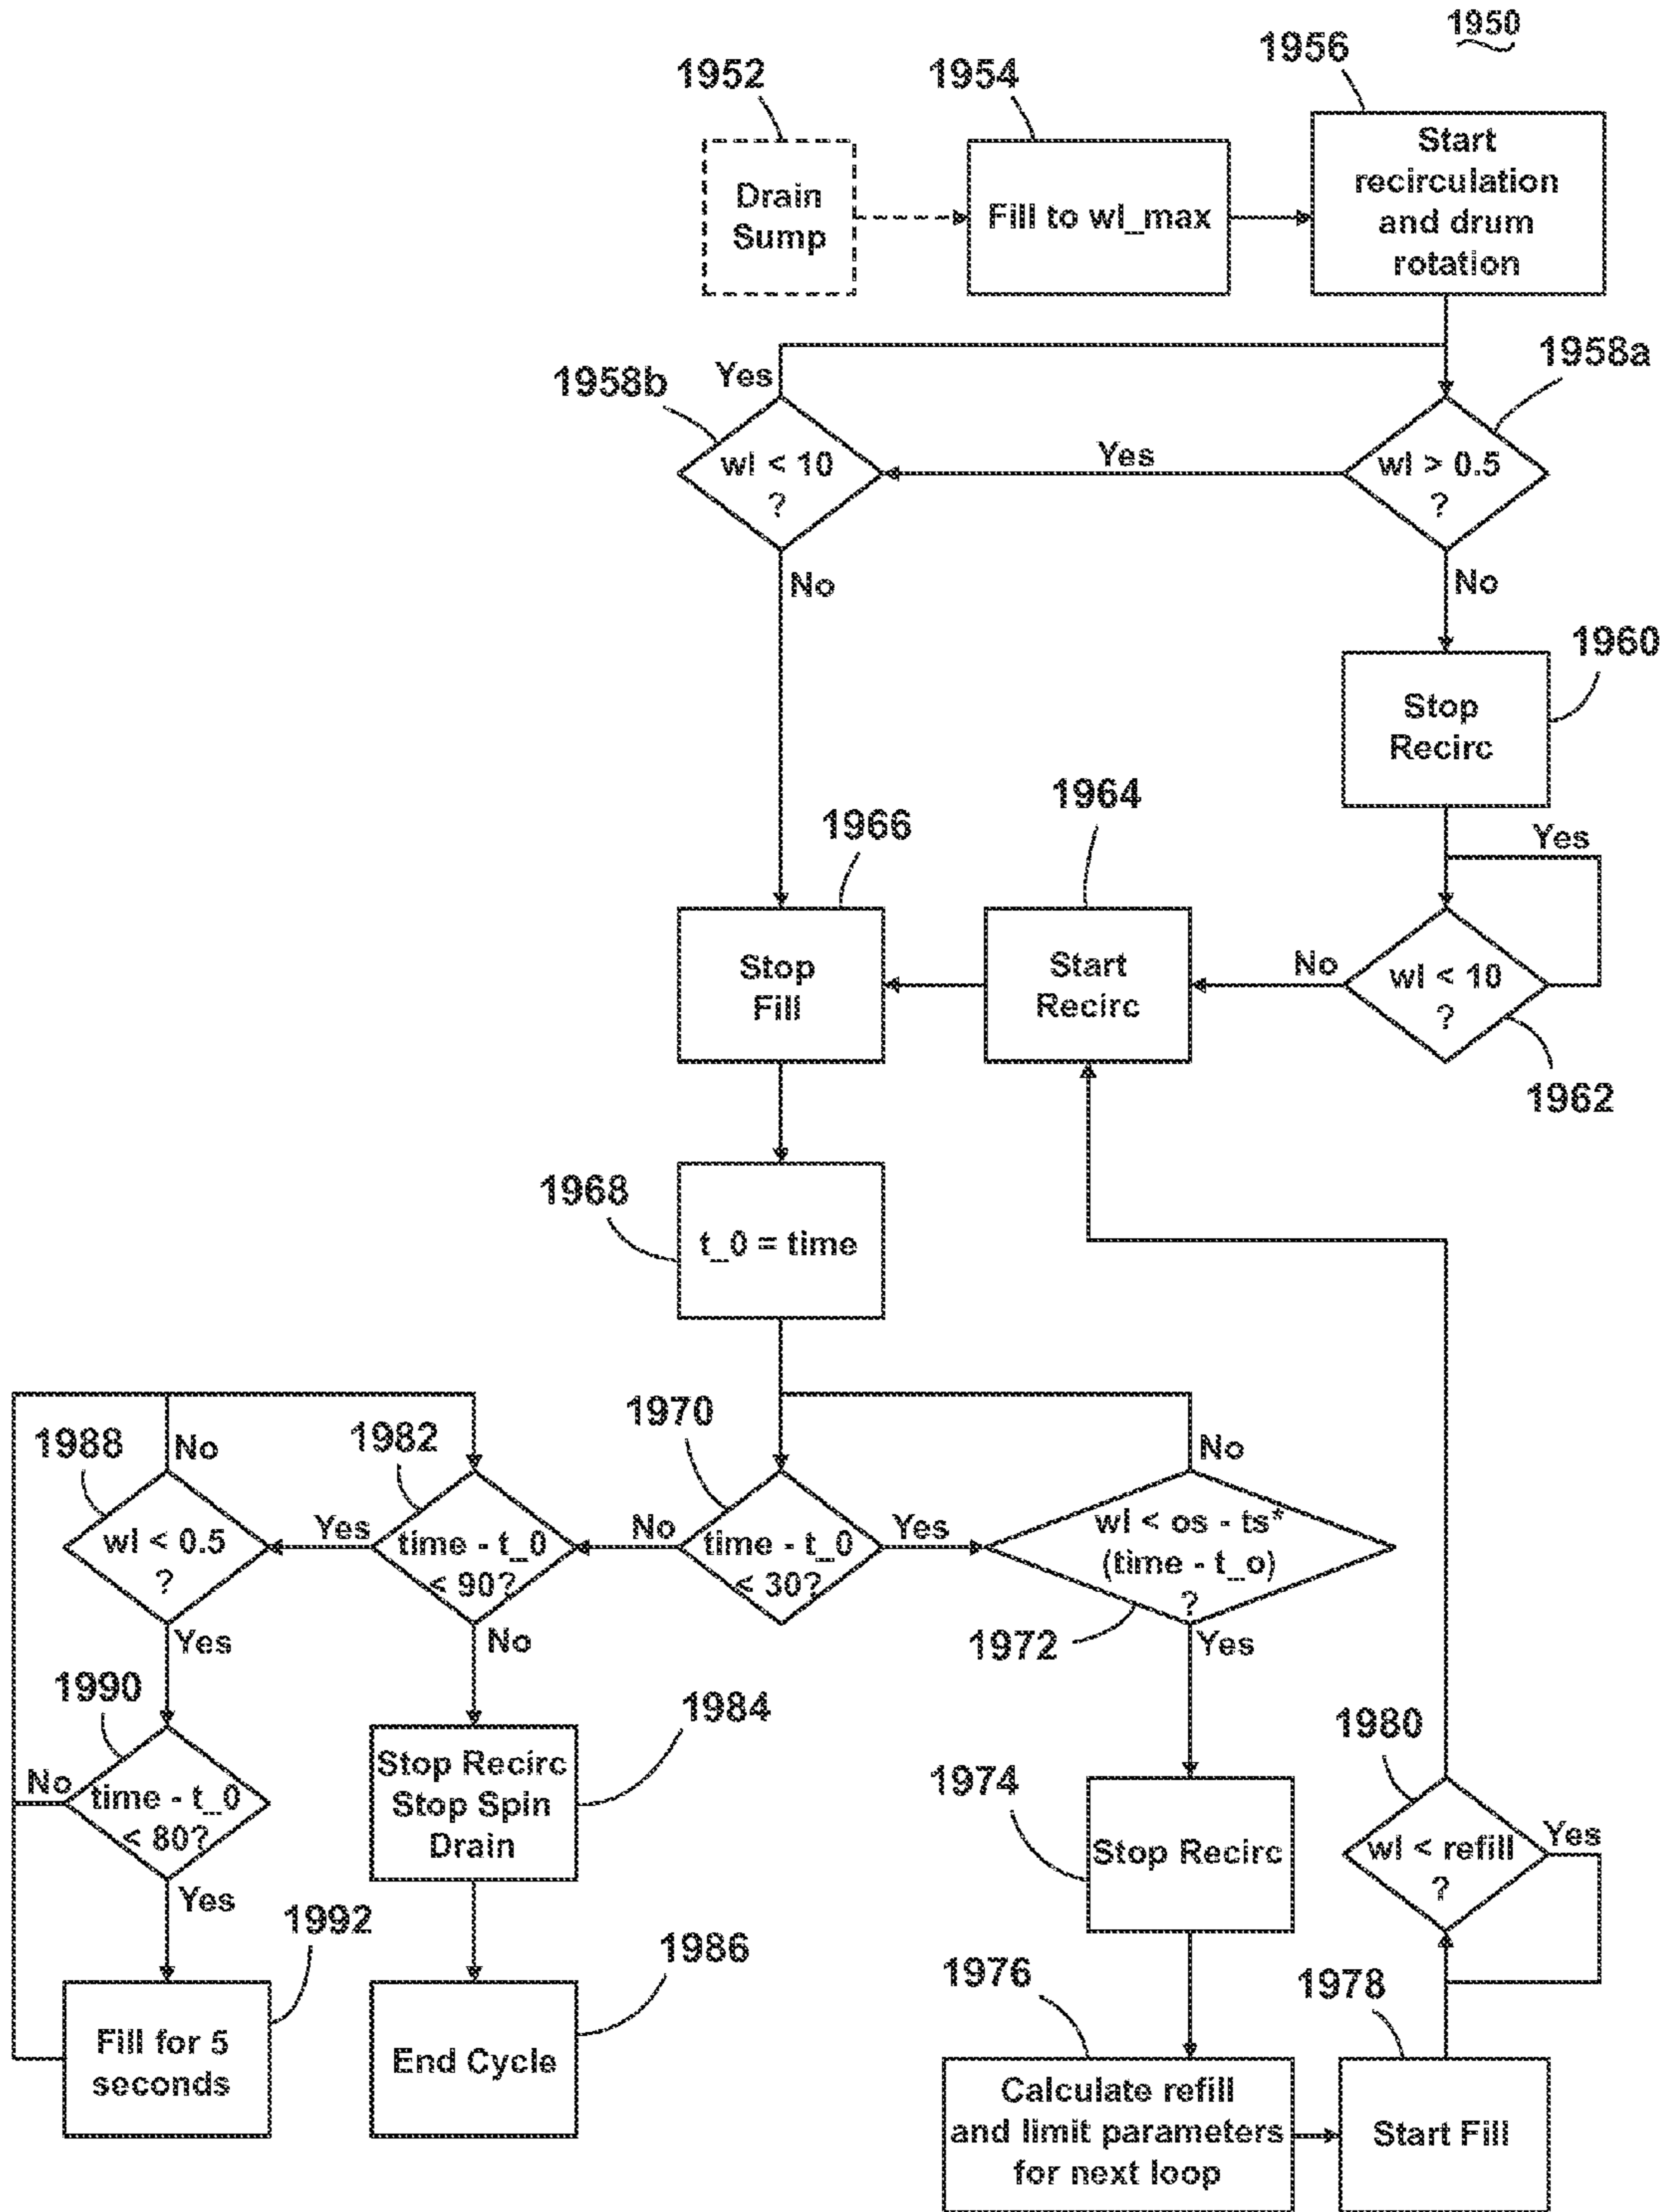 1950
1952
1954
1956
Drain
Sump
Fill to wl_max
Start
recirculation
and drum
rotation
1958b
Yes
1958a
wl < 10
?
Yes
wl > 0.5
?
No
No
1960
Stop
Recirc
1966
1964
Yes
Stop
Fill
Start
Recirc
No
wl < 10
?
1962
1968
t_0 = time
1988
No
1982
1970
No
wl < 0.5
?
Yes
time - t_0
< 90?
No
time - t_0
< 30?
Yes
wl < os - ts*
(time - t_o)
?
1972
Yes
No
Yes
1990
No
time - t_0
< 80?
Stop Recirc
Stop Spin
Drain
1984
1974
Stop Recirc
1980
wl < refill
?
Yes
Yes
1992
Fill for 5
seconds
End Cycle
1986
1976
Calculate refill
and limit parameters
for next loop
1978
Start Fill